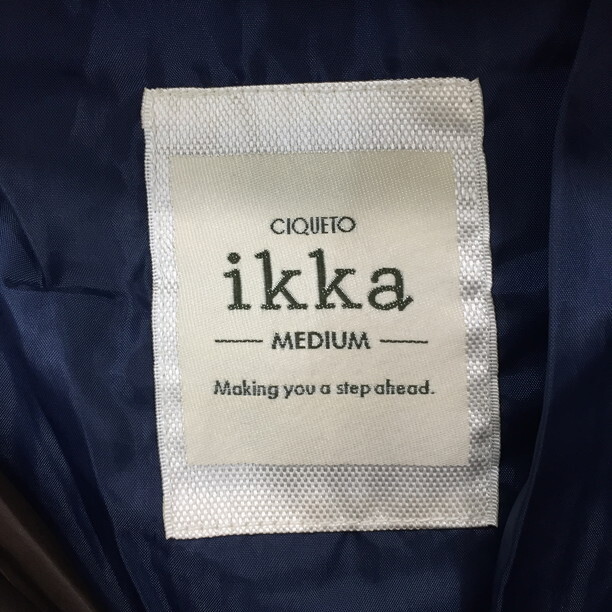 CIQUETO
ikka
MEDIUM
Making you a step ahead.